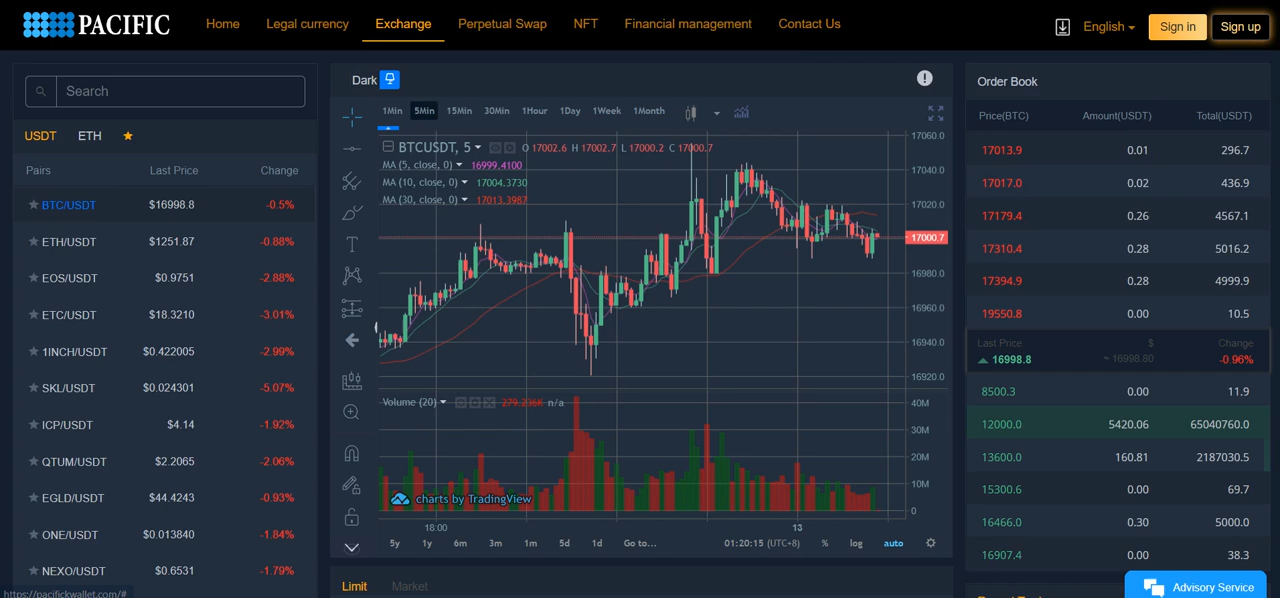 PACIFIC
Home Legal currency Exchange Perpetual Swap NFT Financial management Contact Us
English Sign in Sign up
Search
USDT ETH
Pairs Last Price Change
BTC/USDT $16998.8 -0.5%
ETH/USDT $1251.87 -0.88%
EOS/USDT $0.9751 -2.88%
ETC/USDT $18.3210 -3.01%
1INCH/USDT $0.422005 -2.99%
SKL/USDT $0.024301 -5.07%
ICP/USDT $4.14 -1.92%
QTUM/USDT $2.2065 -2.06%
EGLD/USDT $44.4243 -0.93%
ONE/USDT $0.013840 -1.84%
NEXO/USDT $0.6531 -1.79%
https://pacifickwallet.com/#
Dark
1Min 5Min 15Min 30Min 1Hour 1Day 1Week 1Month
BTCUSDT, 5 O 17002.6 H 17002.7 L 17000.2 C 17000.7
MA (5, close, 0) 16999.4100
MA (10, close, 0) 17004.3730
MA (30, close, 0) 17013.3987
17060.0
17040.0
17020.0
17000.7
16980.0
16960.0
16940.0
16920.0
Volume (20) 279.236K n/a
40M
30M
20M
10M
0
charts by TradingView
18:00 13
5y 1y 6m 3m 1m 5d 1d Go to... 01:20:15 (UTC+8) % log auto
Limit Market
Order Book
Price(BTC) Amount(USDT) Total(USDT)
17013.9 0.01 296.7
17017.0 0.02 436.9
17179.4 0.26 4567.1
17310.4 0.28 5016.2
17394.9 0.28 4999.9
19550.8 0.00 10.5
Last Price $ Change
16998.8 ≈ 16998.80 -0.96%
8500.3 0.00 11.9
12000.0 5420.06 65040760.0
13600.0 160.81 2187030.5
15300.6 0.00 69.7
16466.0 0.30 5000.0
16907.4 0.00 38.3
Advisory Service